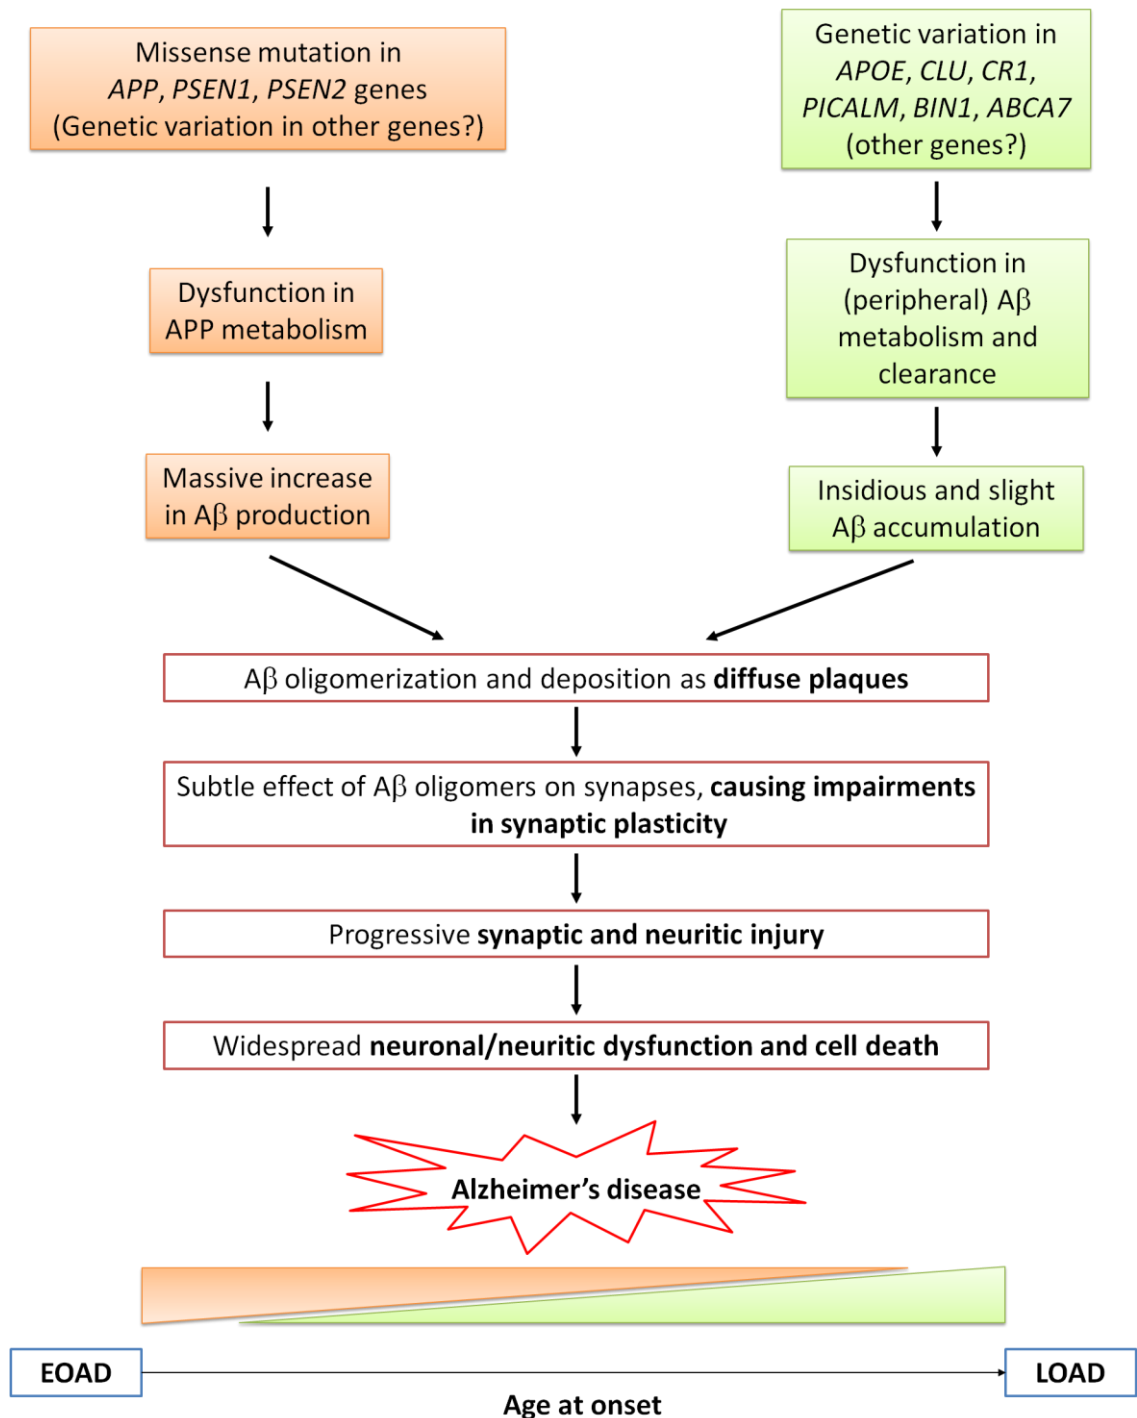 Missense mutation in
APP, PSEN1, PSEN2 genes
(Genetic variation in other genes?)
Dysfunction in
APP metabolism
Massive increase
in Aβ production
Genetic variation in
APOE, CLU, CR1,
PICALM, BIN1, ABCA7
(other genes?)
Dysfunction in
(peripheral) Aβ
metabolism and
clearance
Insidious and slight
Aβ accumulation
Aβ oligomerization and deposition as diffuse plaques
Subtle effect of Aβ oligomers on synapses, causing impairments
in synaptic plasticity
Progressive synaptic and neuritic injury
Widespread neuronal/neuritic dysfunction and cell death
Alzheimer’s disease
EOAD
LOAD
Age at onset